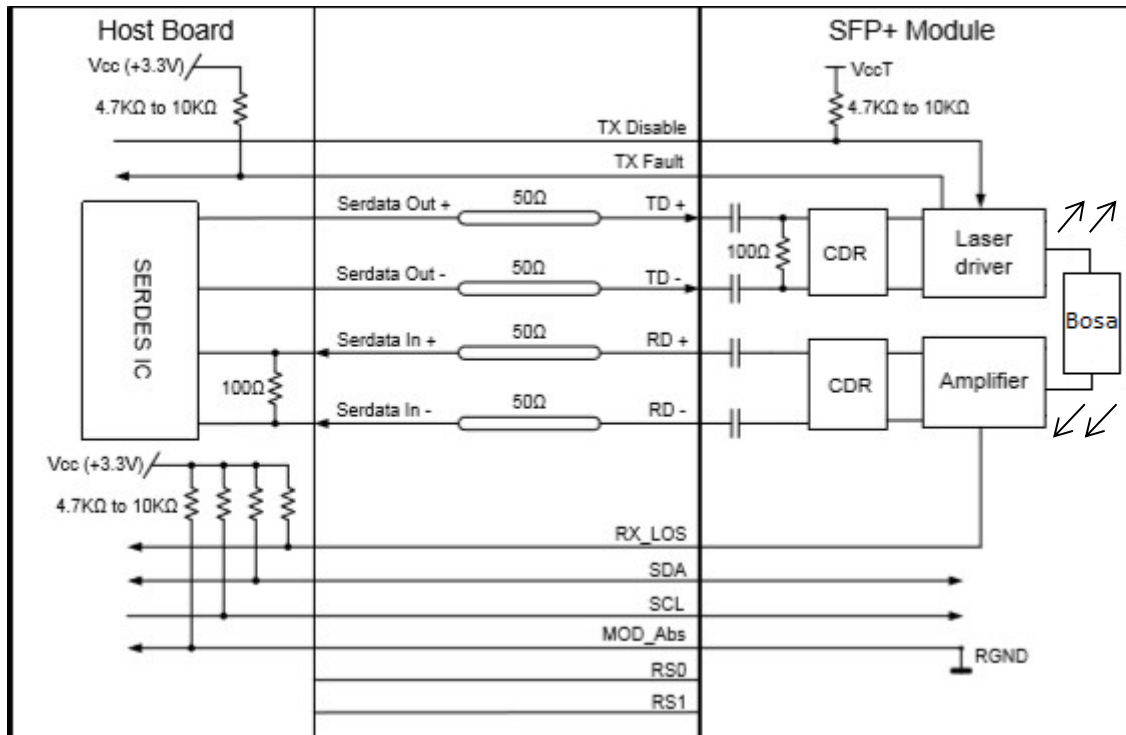 Host Board
SFP+ Module
Vcc (+3.3V)
VccT
4.7KΩ to 10KΩ
4.7KΩ to 10KΩ
TX Disable
TX Fault
Serdata Out +
50Ω
TD +
SERDES IC
100Ω
CDR
Laser
driver
Serdata Out -
50Ω
TD -
Bosa
Serdata In +
50Ω
RD +
100Ω
CDR
Amplifier
Serdata In -
50Ω
RD -
Vcc (+3.3V)
4.7KΩ to 10KΩ
RX_LOS
SDA
SCL
MOD_Abs
RGND
RS0
RS1